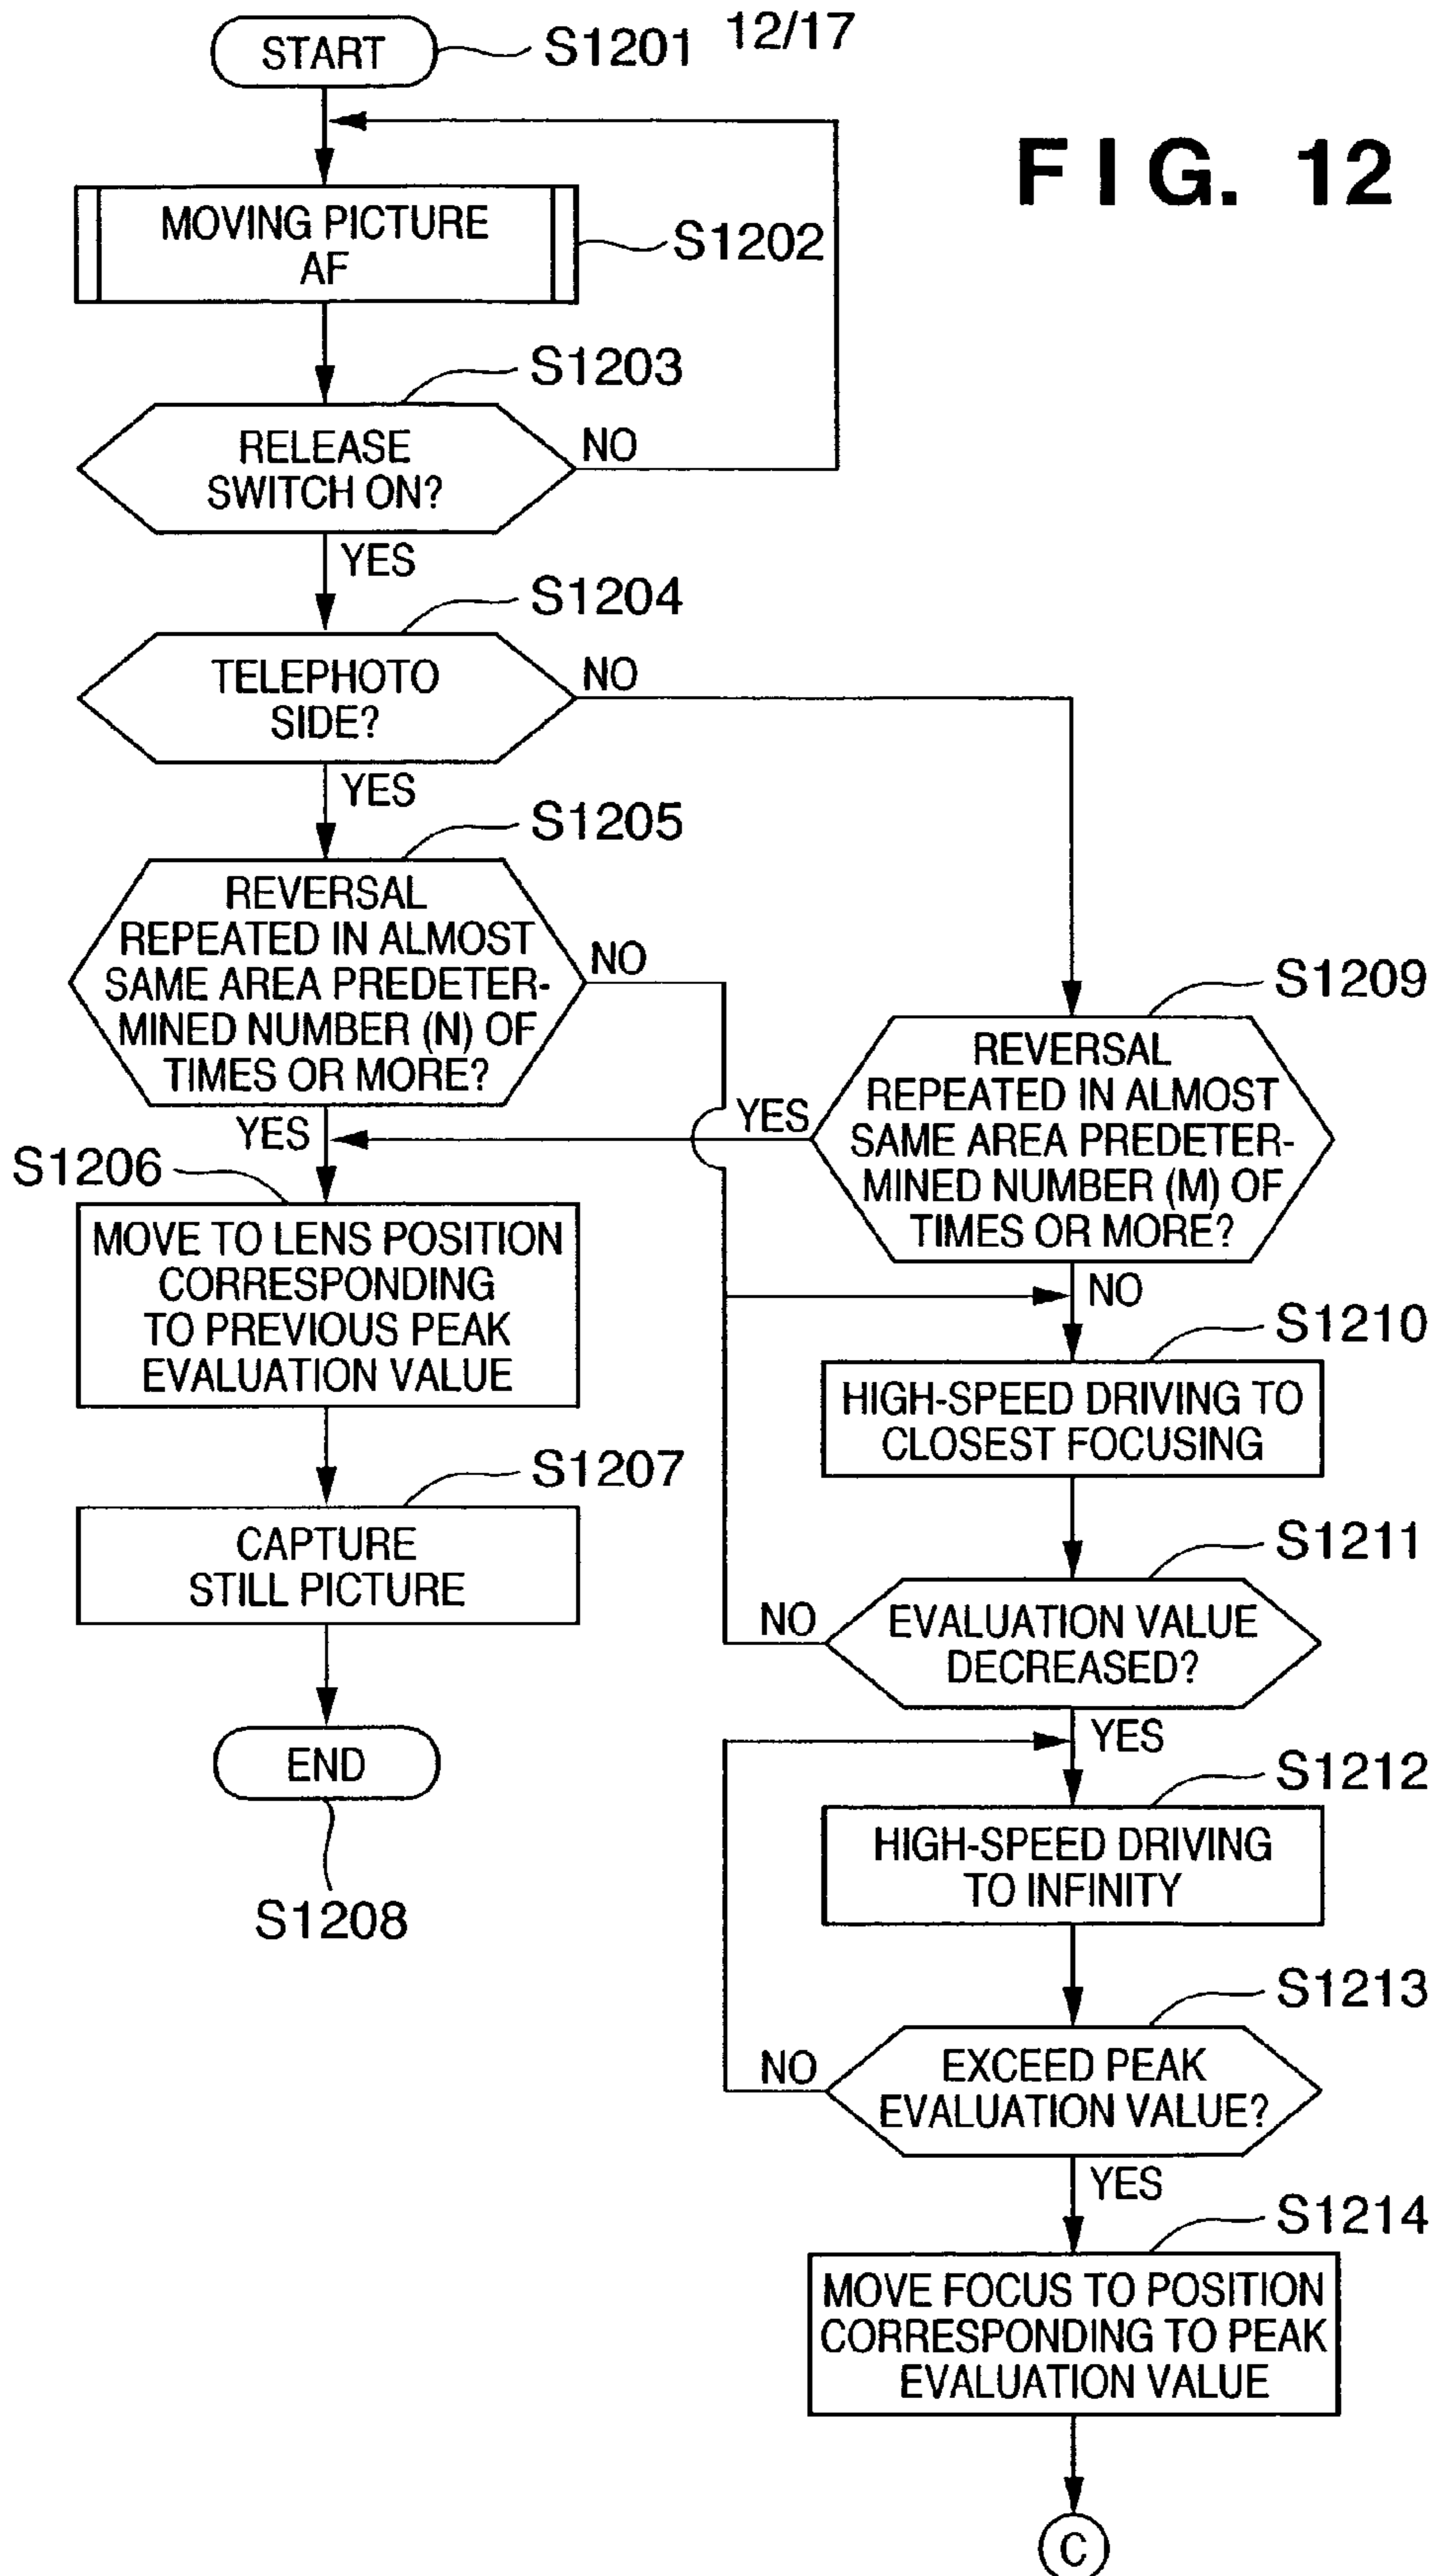 12/17
FIG. 12
START
S1201
MOVING PICTURE
AF
S1202
S1203
RELEASE
SWITCH ON?
NO
YES
S1204
TELEPHOTO
SIDE?
NO
YES
S1205
REVERSAL
REPEATED IN ALMOST
SAME AREA PREDETER-
MINED NUMBER (N) OF
TIMES OR MORE?
NO
YES
S1206
MOVE TO LENS POSITION
CORRESPONDING
TO PREVIOUS PEAK
EVALUATION VALUE
S1207
CAPTURE
STILL PICTURE
END
S1208
S1209
REVERSAL
REPEATED IN ALMOST
SAME AREA PREDETER-
MINED NUMBER (M) OF
TIMES OR MORE?
YES
NO
S1210
HIGH-SPEED DRIVING TO
CLOSEST FOCUSING
S1211
EVALUATION VALUE
DECREASED?
NO
YES
S1212
HIGH-SPEED DRIVING
TO INFINITY
S1213
EXCEED PEAK
EVALUATION VALUE?
NO
YES
S1214
MOVE FOCUS TO POSITION
CORRESPONDING TO PEAK
EVALUATION VALUE
C